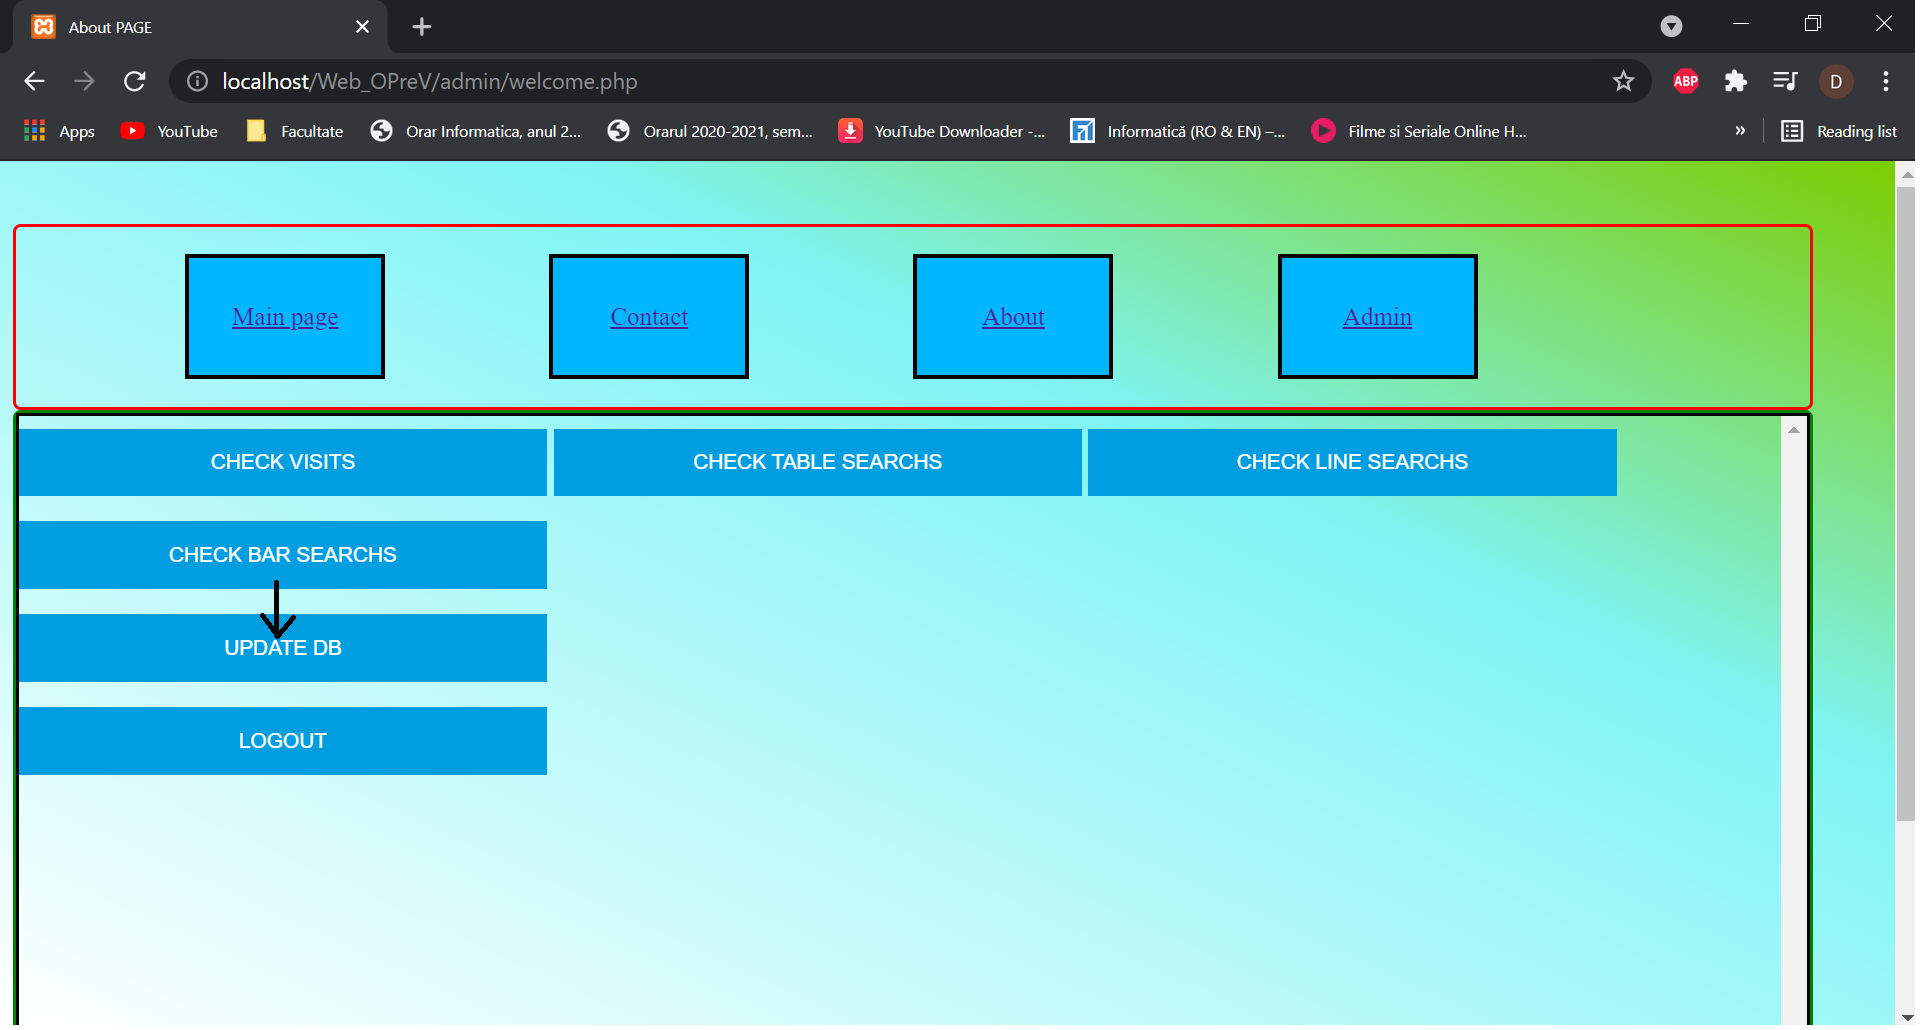 About PAGE
localhost/Web_OPreV/admin/welcome.php
ABP
D
Apps
YouTube
Facultate
Orar Informatica, anul 2...
Orarul 2020-2021, sem...
YouTube Downloader -...
Informatică (RO & EN) –...
Filme si Seriale Online H...
»
Reading list
Main page
Contact
About
Admin
CHECK VISITS
CHECK TABLE SEARCHS
CHECK LINE SEARCHS
CHECK BAR SEARCHS
UPDATE DB
LOGOUT